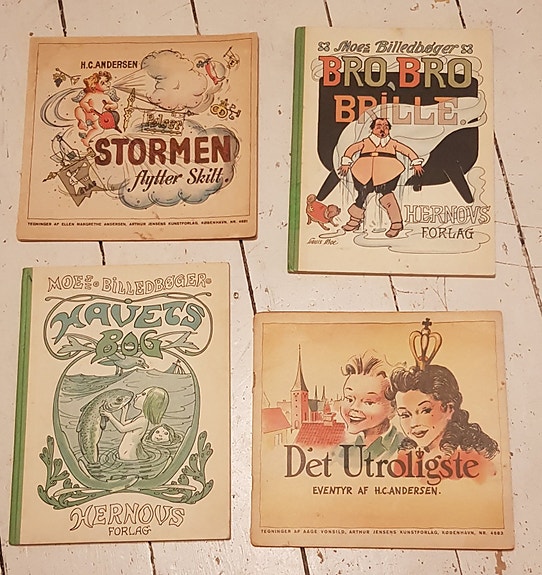 H.C.ANDERSEN
STORMEN
flytter Skilt.
TEGNINGER AF ELLEN MARGRETHE ANDERSEN, ARTHUR JENSENS KUNSTFORLAG, KØBENHAVN, NR. 4881
Moes Billedbøger
BRO, BRO
BRILLE.
HERNOVS
FORLAG
Louis Moe.
MOES BILLEDBØGER
HAVETS
BOG
HERNOVS
FORLAG
Det Utroligste
EVENTYR AF H.C.ANDERSEN.
TEGNINGER AF AAGE VONSILD, ARTHUR JENSENS KUNSTFORLAG, KØBENHAVN, NR. 4883